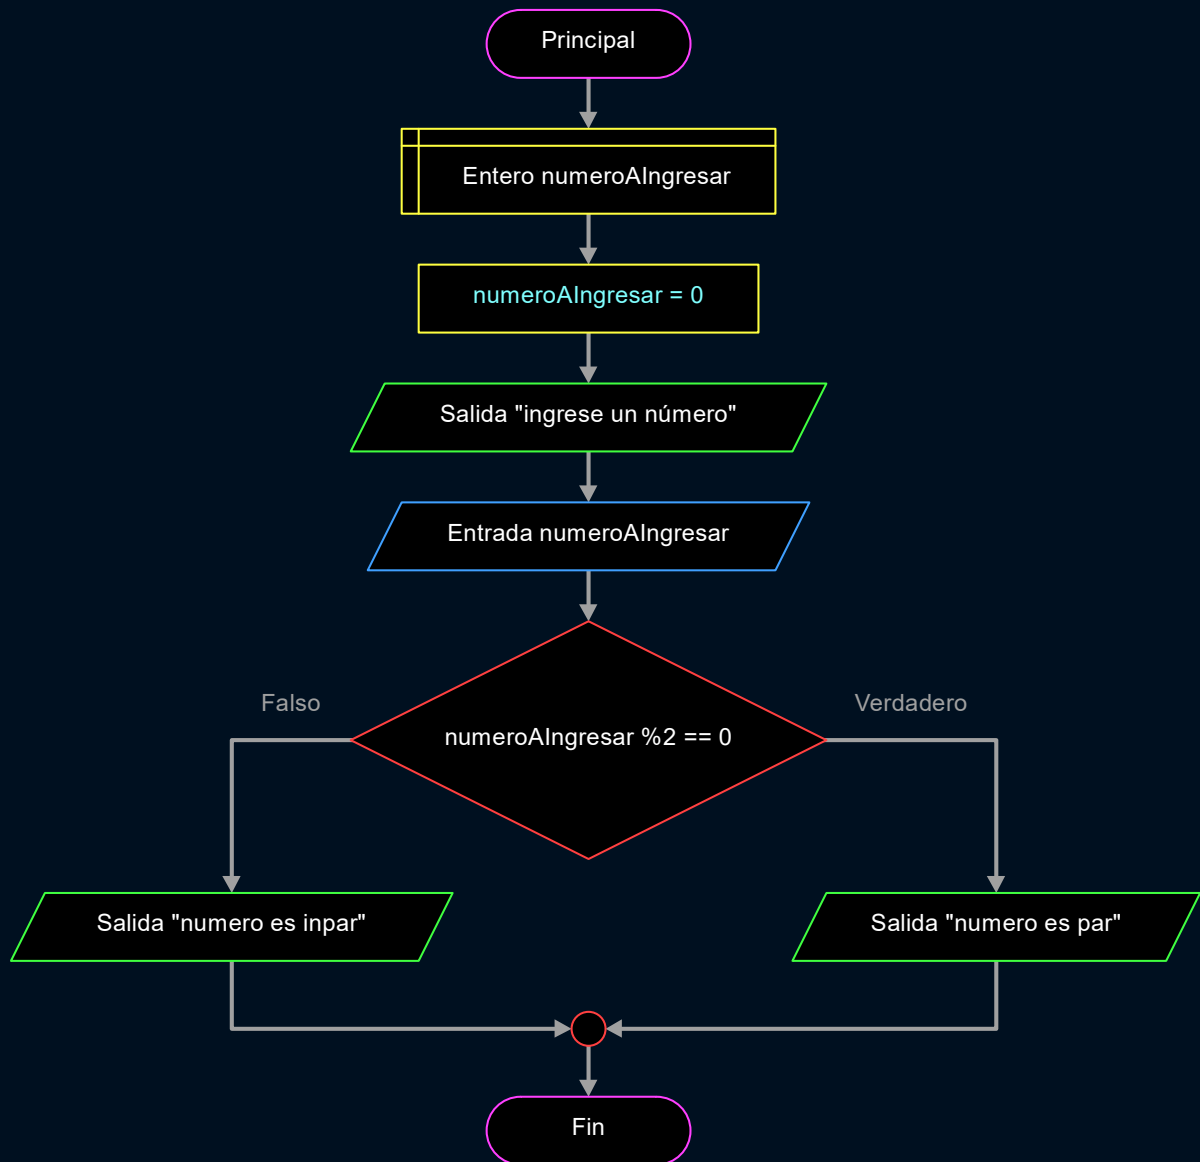 Principal
Entero numeroAIngresar
numeroAIngresar = 0
Salida "ingrese un número"
Entrada numeroAIngresar
Falso
Verdadero
numeroAIngresar %2 == 0
Salida "numero es inpar"
Salida "numero es par"
Fin